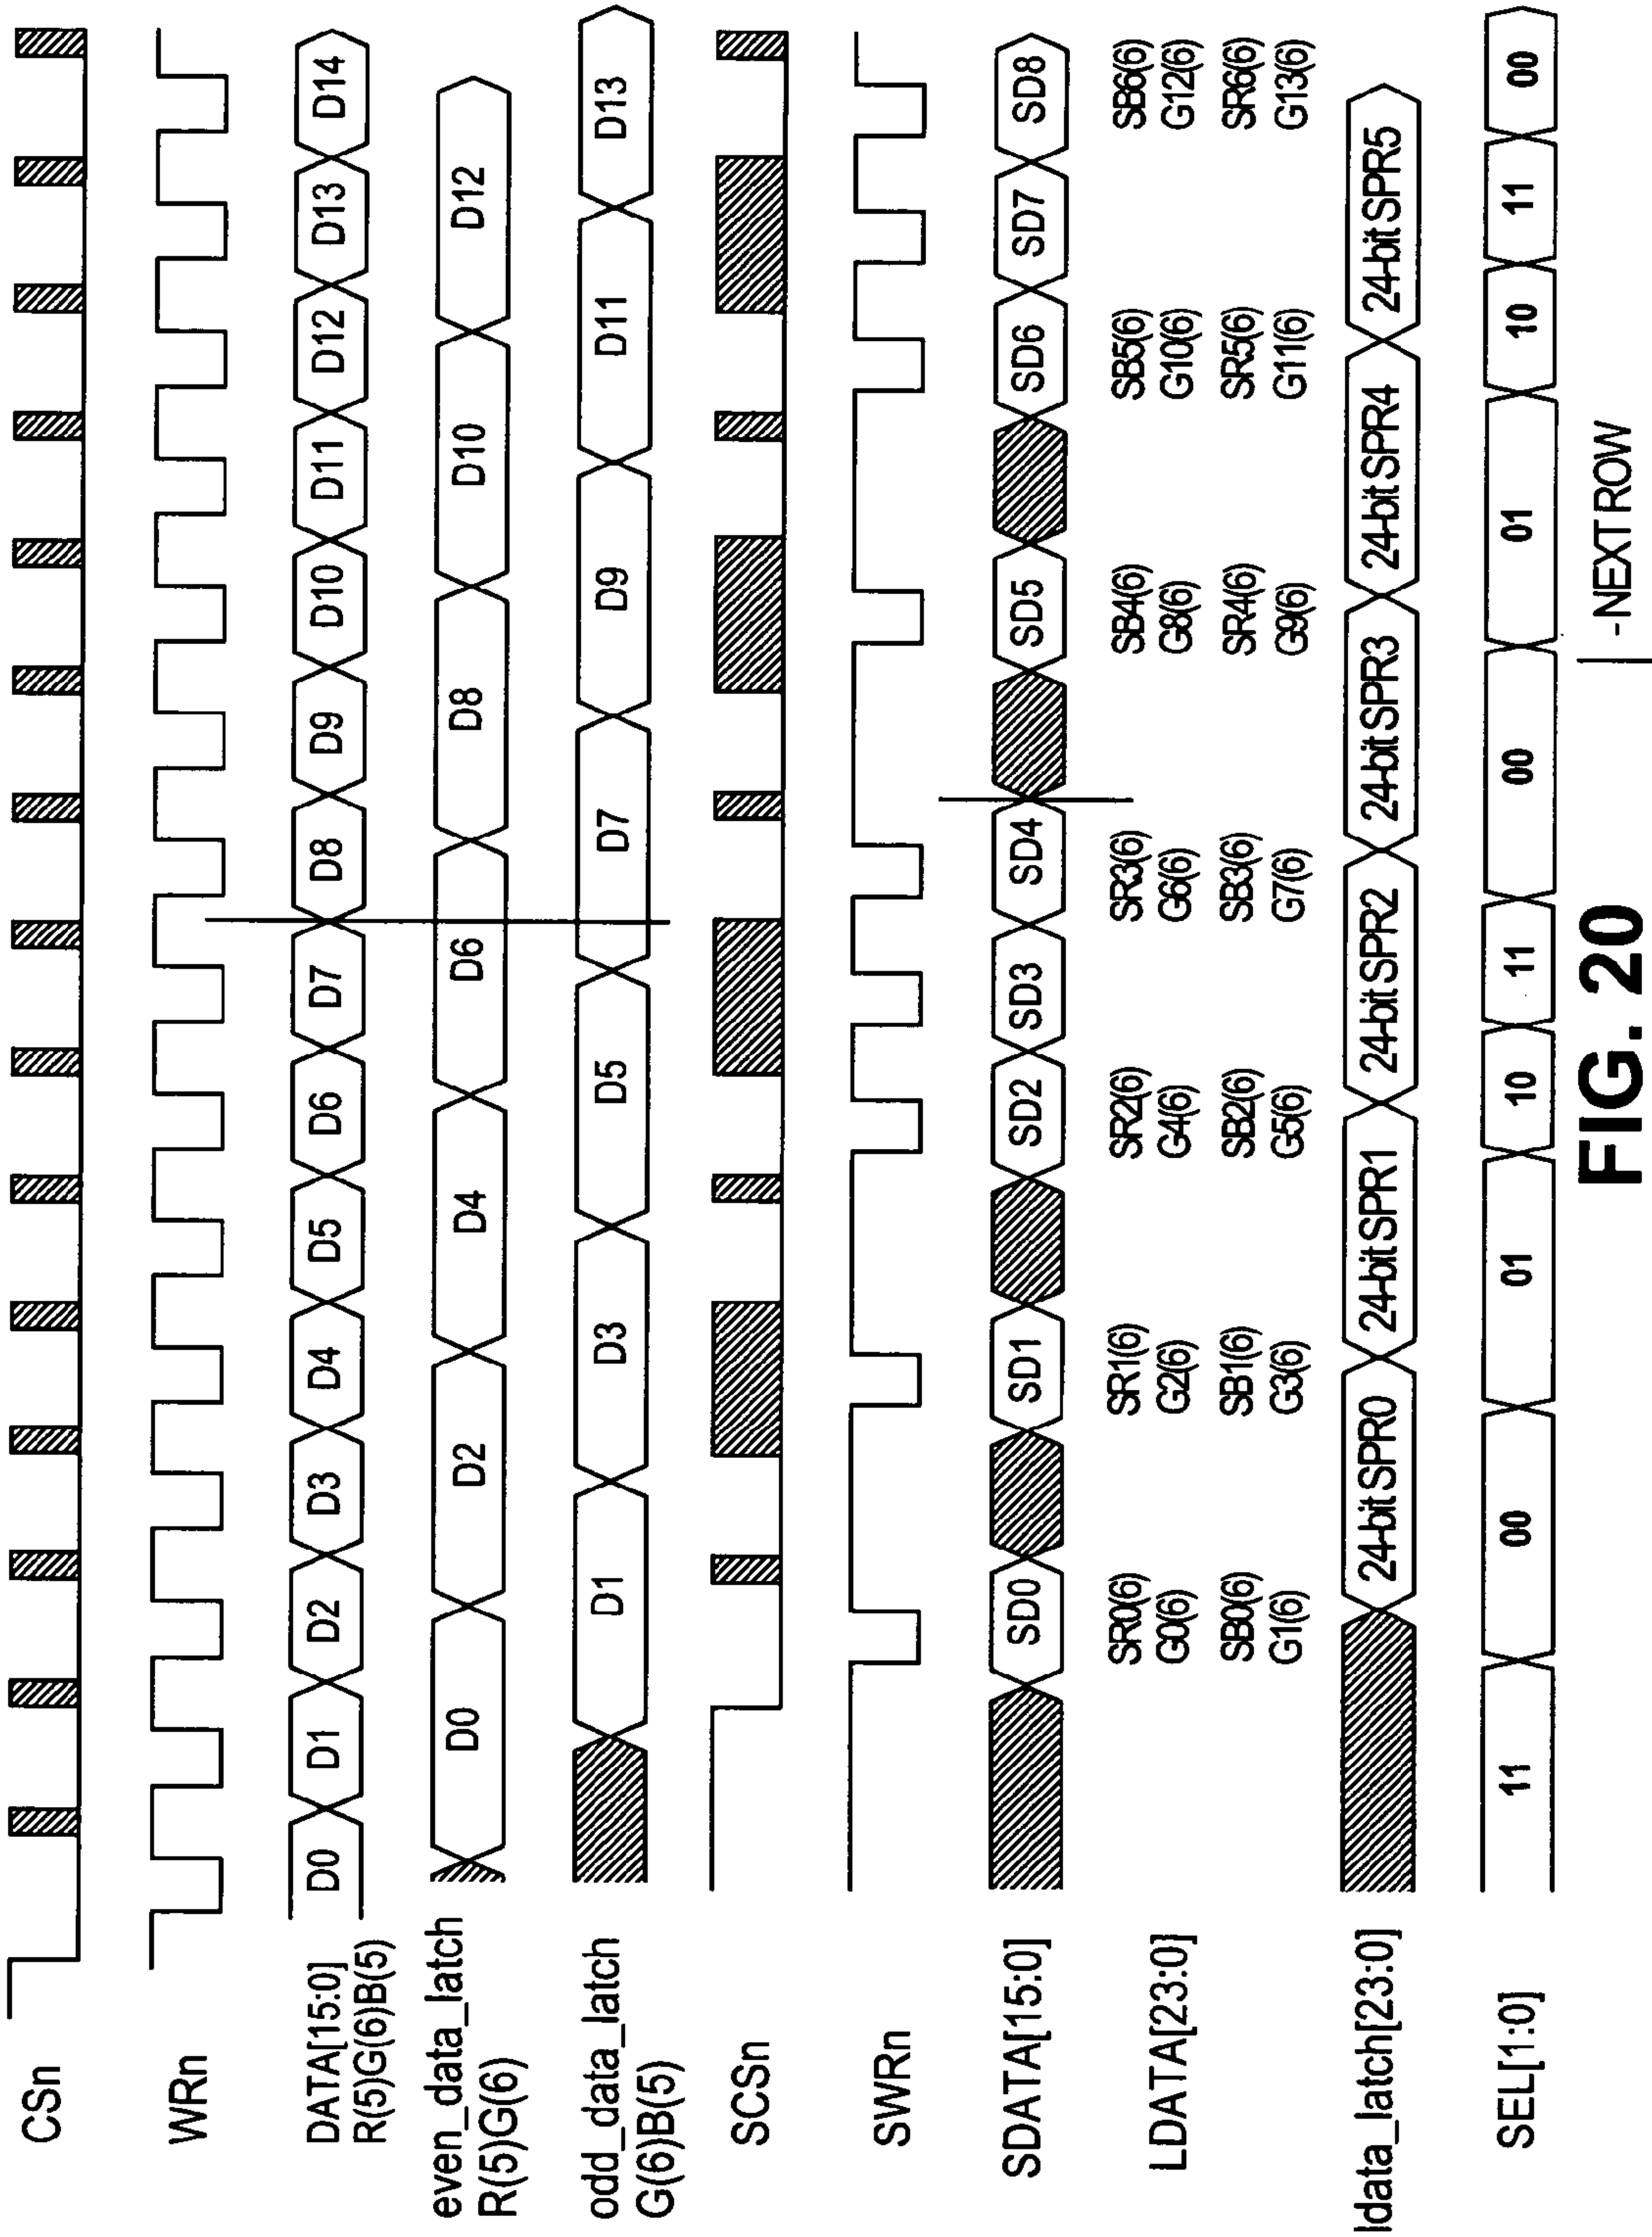 CSn
WRn
DATA[15:0]
R(5)G(6)B(5)
D0 D1 D2 D3 D4 D5 D6 D7 D8 D9 D10 D11 D12 D13 D14
even_data_latch
R(5)G(6)
D0 D2 D4 D6 D8 D10 D12
odd_data_latch
G(6)B(5)
D1 D3 D5 D7 D9 D11 D13
SCSn
SWRn
SDATA[15:0]
SD0 SD1 SD2 SD3 SD4 SD5 SD6 SD7 SD8
LDATA[23:0]
SR0(6) SR1(6) SR2(6) SR3(6) SB4(6) SB5(6) SB6(6)
G0(6) G2(6) G4(6) G6(6) G8(6) G10(6) G12(6)
SB0(6) SB1(6) SB2(6) SB3(6) SR4(6) SR5(6) SR6(6)
G1(6) G3(6) G5(6) G7(6) G9(6) G11(6) G13(6)
ldata_latch[23:0]
24-bit SPR0 24-bit SPR1 24-bit SPR2 24-bit SPR3 24-bit SPR4 24-bit SPR5
SEL[1:0]
11 00 01 10 11 00 01 10 11 00
-NEXT ROW
FIG. 20